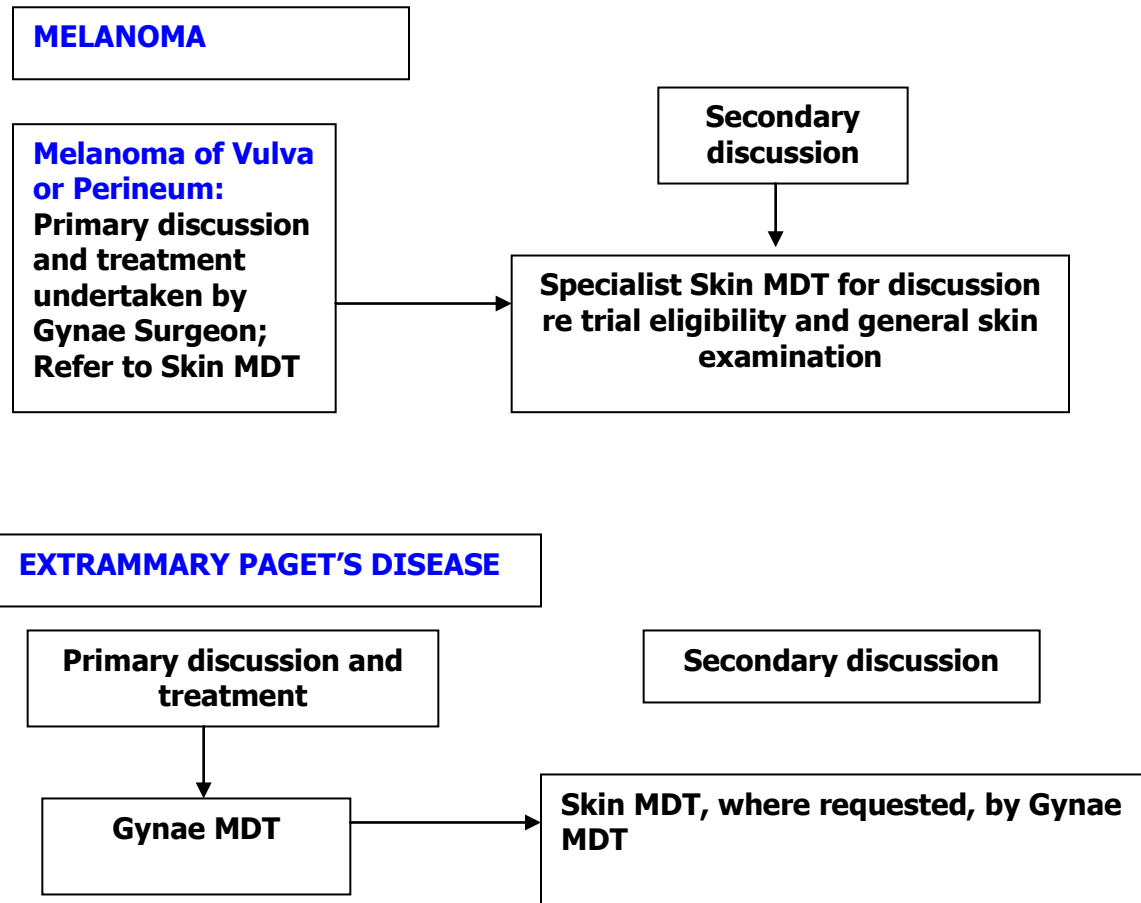 MELANOMA
Melanoma of Vulva
or Perineum:
Primary discussion
and treatment
undertaken by
Gynae Surgeon;
Refer to Skin MDT
Secondary
discussion
Specialist Skin MDT for discussion
re trial eligibility and general skin
examination
EXTRAMMARY PAGET’S DISEASE
Primary discussion and
treatment
Secondary discussion
Gynae MDT
Skin MDT, where requested, by Gynae
MDT